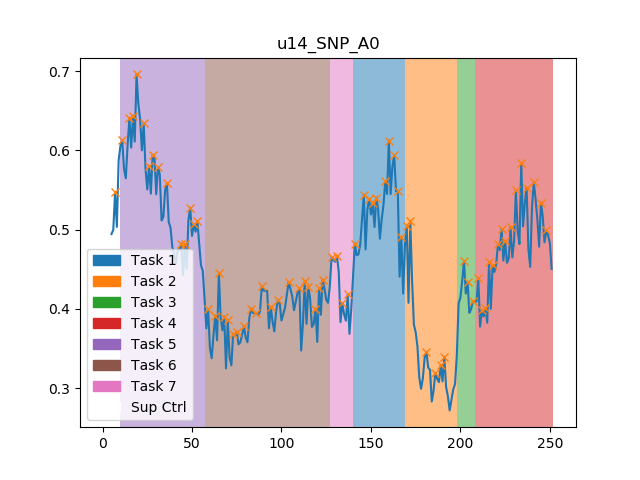 u14_SNP_A0
0.7
0.6
0.5
0.4
0.3
Task 1
Task 2
Task 3
Task 4
Task 5
Task 6
Task 7
Sup Ctrl
0 50 100 150 200 250